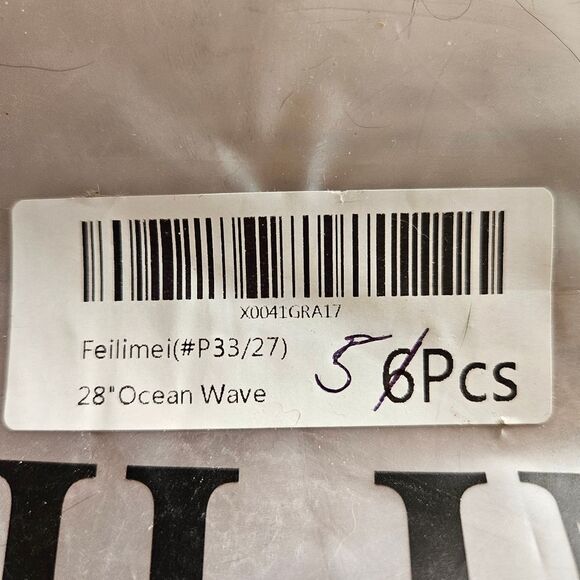 X0041GRA17
Feilimei(#P33/27)
28"Ocean Wave
5 6Pcs